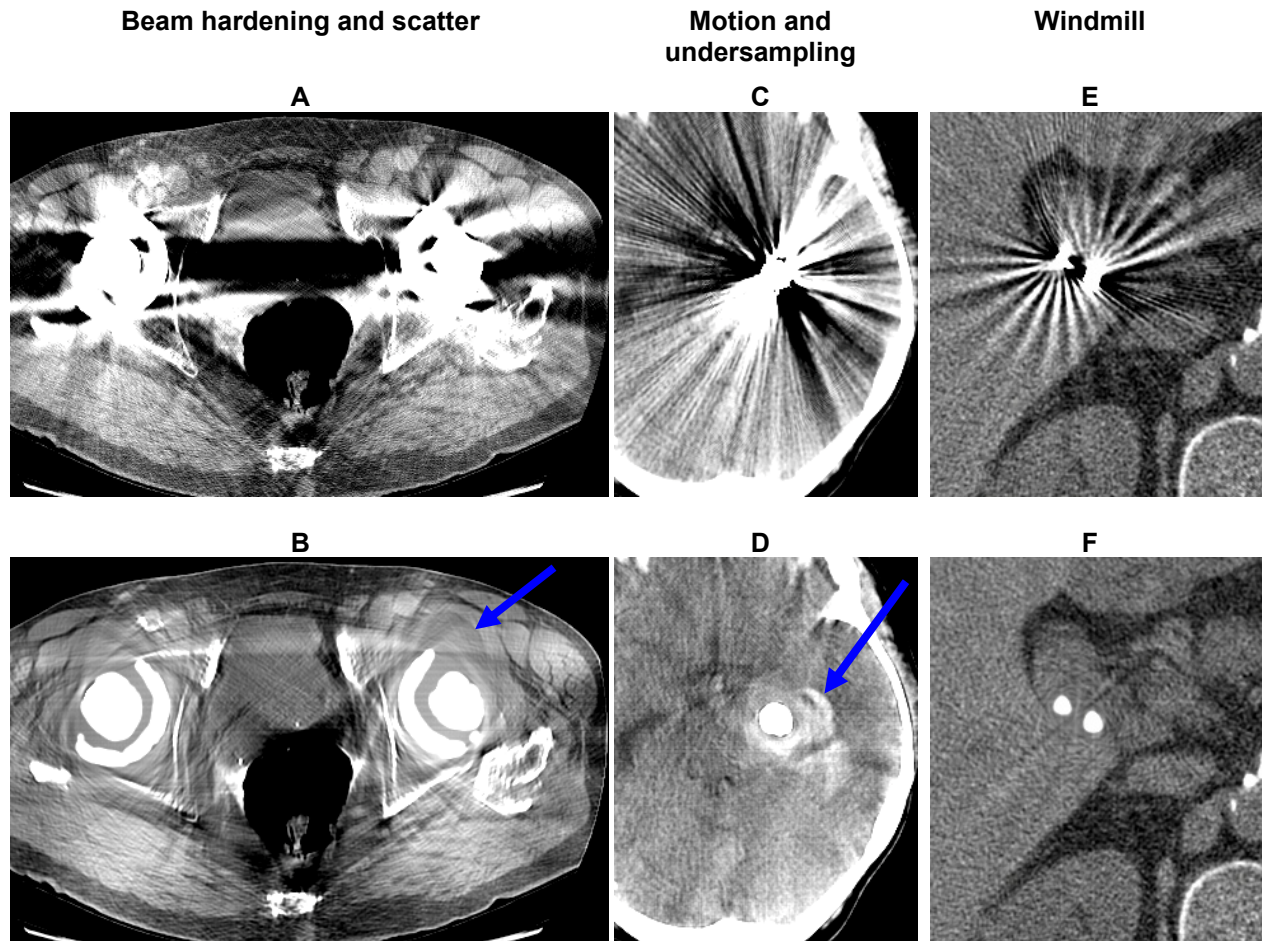 Beam hardening and scatter
Motion and
undersampling
Windmill
A
C
E
B
D
F